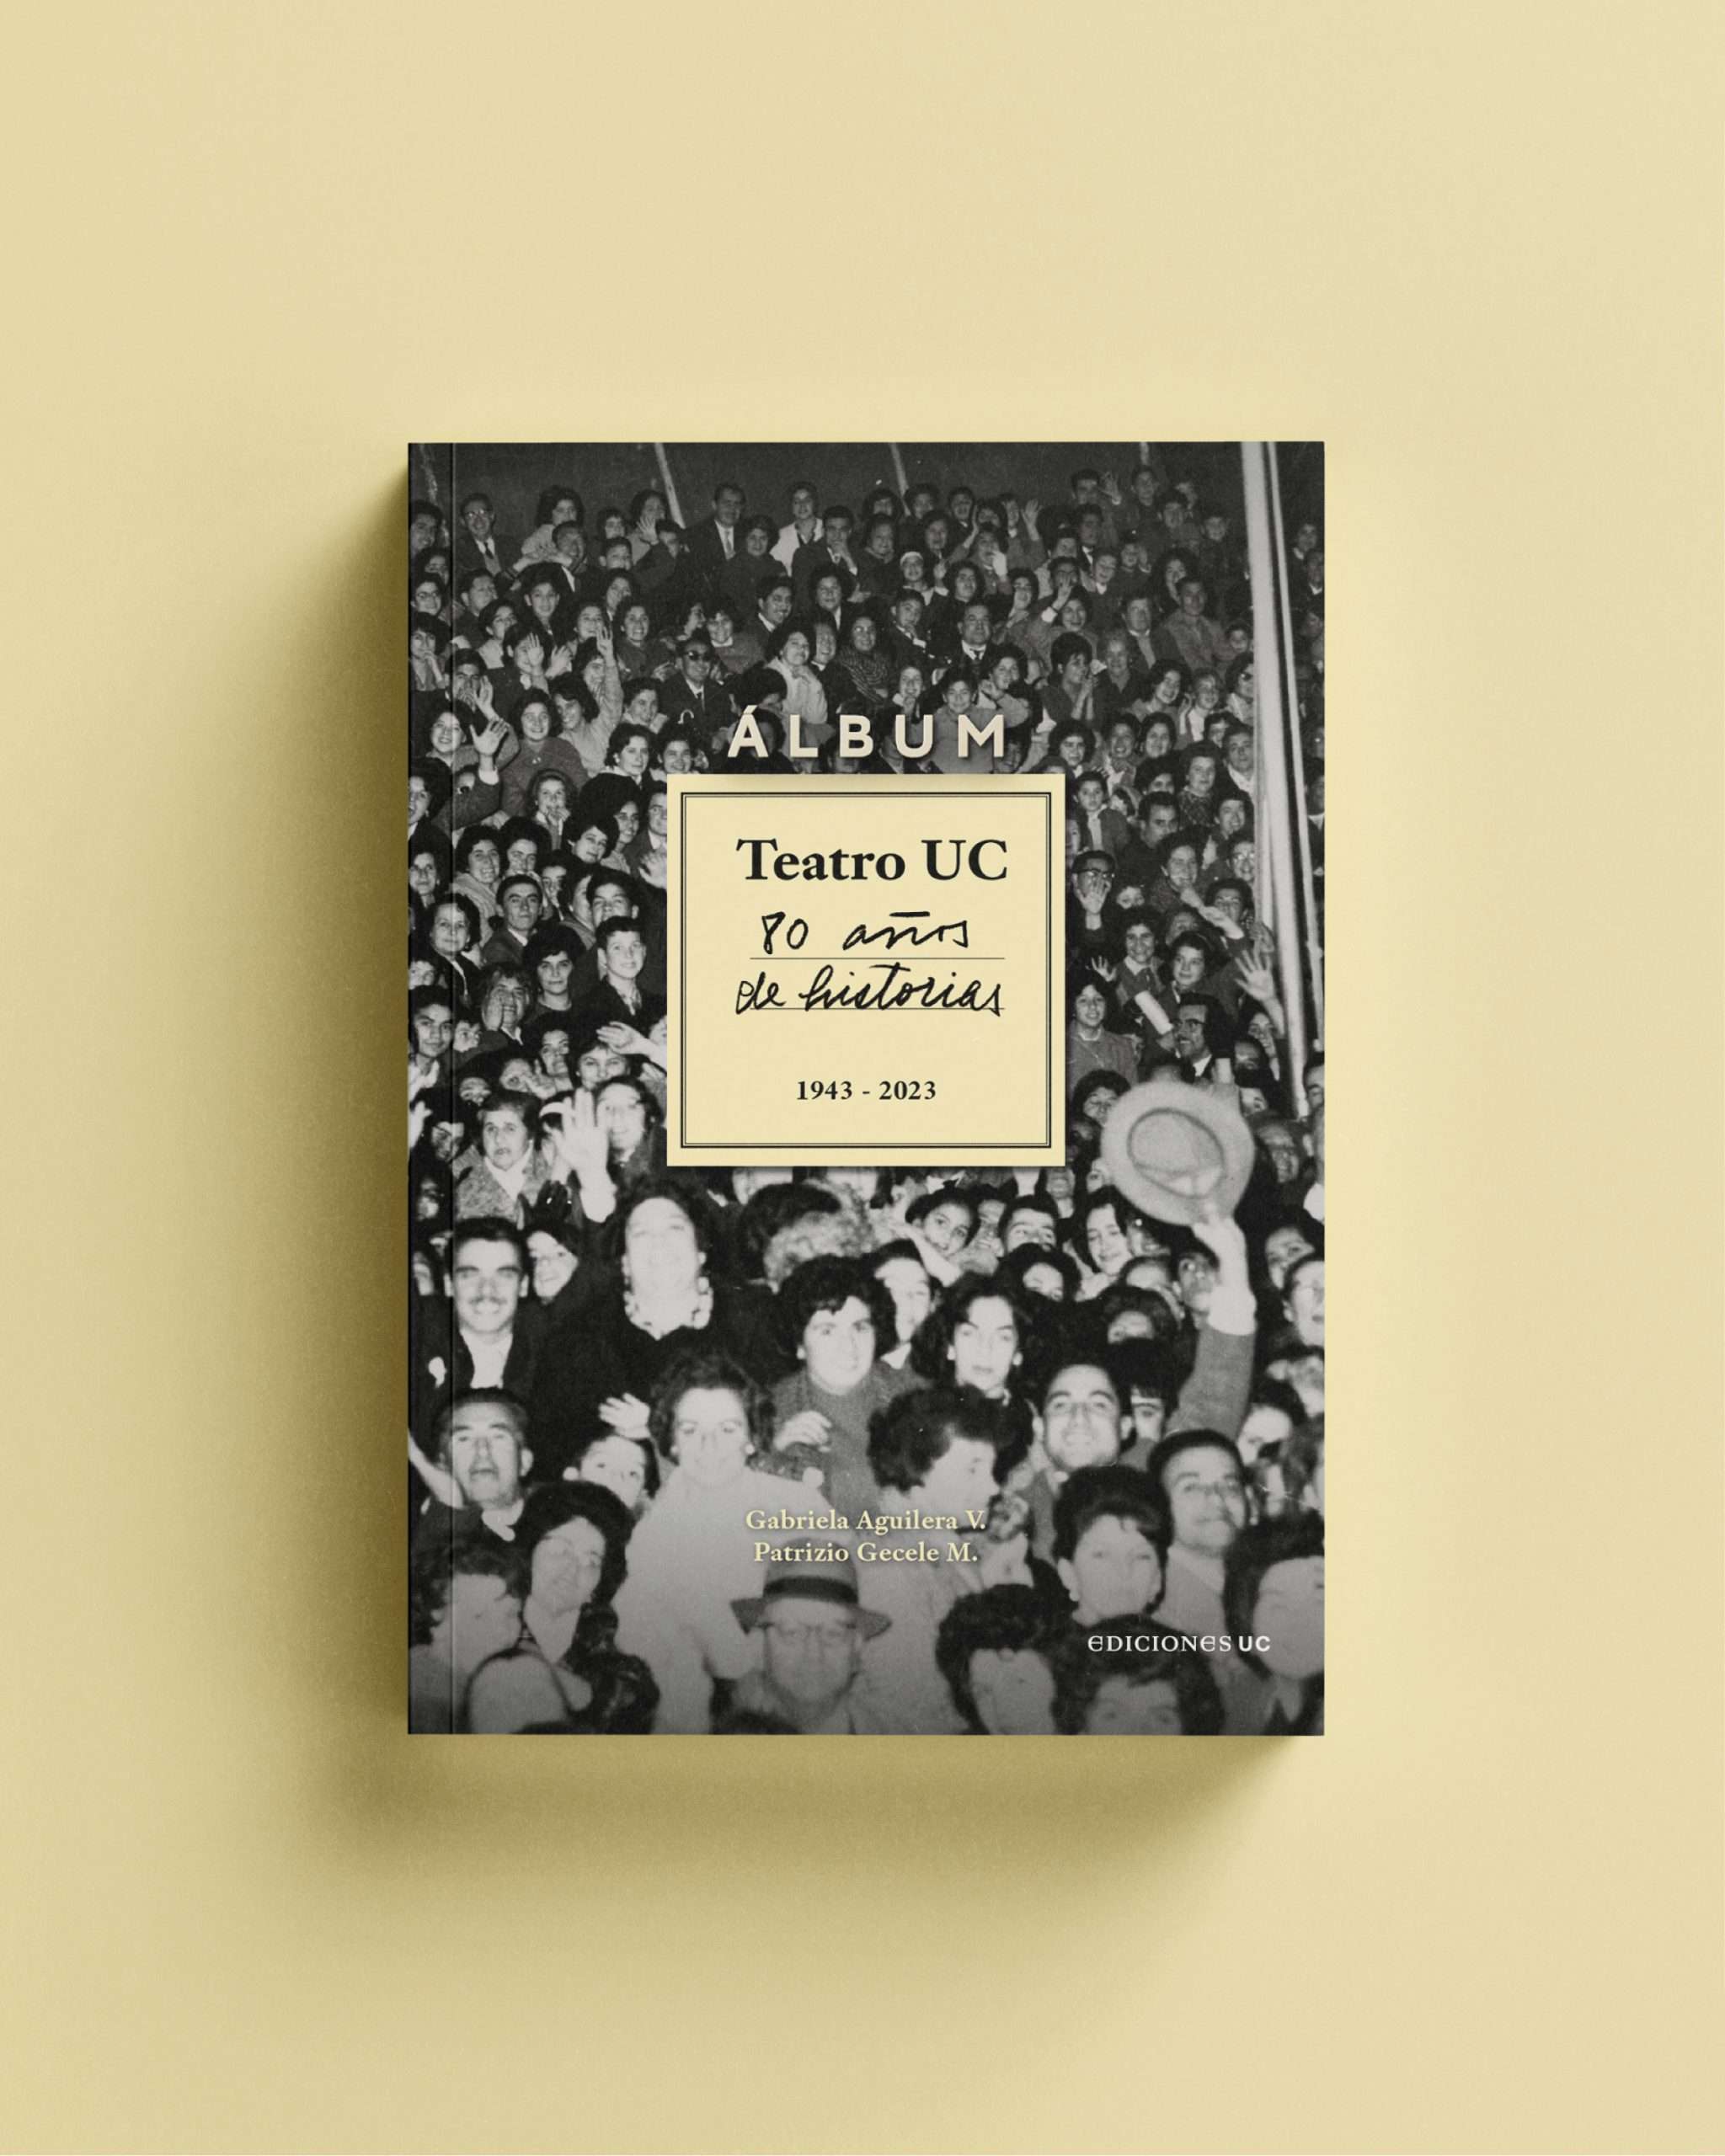 ÁLBUM
Teatro UC
80 años
de historias
1943 - 2023
Gabriela Aguilera V.
Patrizio Gecele M.
EDICIONES UC